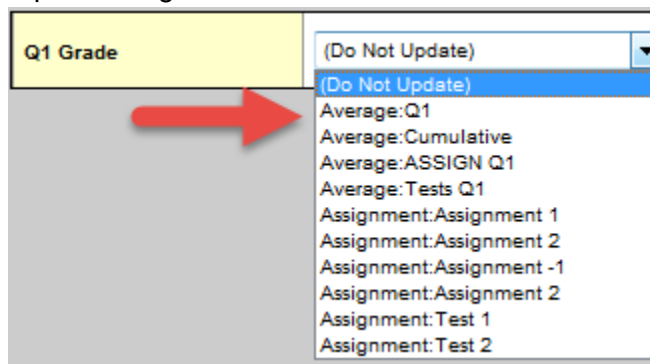 Q1 Grade
(Do Not Update)
(Do Not Update)
Average:Q1
Average:Cumulative
Average:ASSIGN Q1
Average:Tests Q1
Assignment:Assignment 1
Assignment:Assignment 2
Assignment:Assignment -1
Assignment:Assignment 2
Assignment:Test 1
Assignment:Test 2